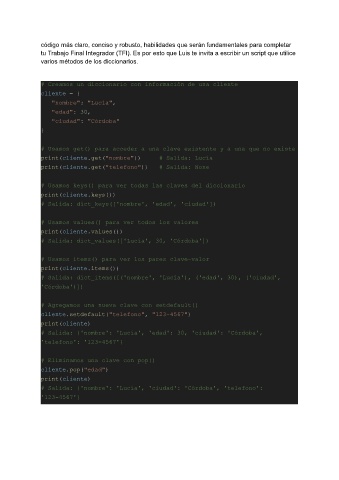 código más claro, conciso y robusto, habilidades que serán fundamentales para completar
tu Trabajo Final Integrador (TFI). Es por esto que Luis te invita a escribir un script que utilice
varios métodos de los diccionarios.
# Creamos un diccionario con información de una cliente
cliente = {
"nombre": "Lucía",
"edad": 30,
"ciudad": "Córdoba"
}
# Usamos get() para acceder a una clave existente y a una que no existe
print(cliente.get("nombre")) # Salida: Lucía
print(cliente.get("telefono")) # Salida: None
# Usamos keys() para ver todas las claves del diccionario
print(cliente.keys())
# Salida: dict_keys(['nombre', 'edad', 'ciudad'])
# Usamos values() para ver todos los valores
print(cliente.values())
# Salida: dict_values(['Lucía', 30, 'Córdoba'])
# Usamos items() para ver los pares clave-valor
print(cliente.items())
# Salida: dict_items([('nombre', 'Lucía'), ('edad', 30), ('ciudad',
'Córdoba')])
# Agregamos una nueva clave con setdefault()
cliente.setdefault("telefono", "123-4567")
print(cliente)
# Salida: {'nombre': 'Lucía', 'edad': 30, 'ciudad': 'Córdoba',
'telefono': '123-4567'}
# Eliminamos una clave con pop()
cliente.pop("edad")
print(cliente)
# Salida: {'nombre': 'Lucía', 'ciudad': 'Córdoba', 'telefono':
'123-4567'}